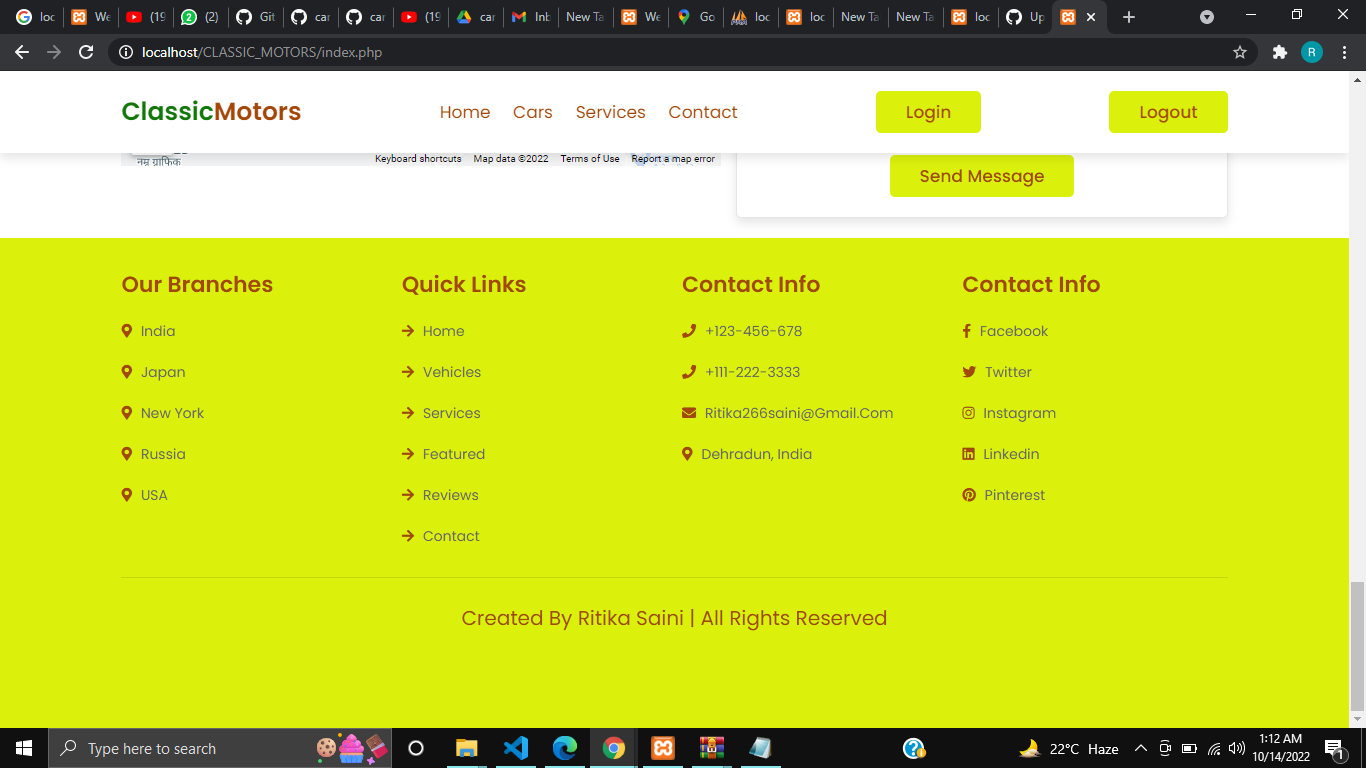 loc
We
(19
(2)
Git
car
car
(19
car
Inb
New Ta
We
Go
loc
loc
New Ta
New Ta
loc
Up
localhost/CLASSIC_MOTORS/index.php
R
ClassicMotors
Home Cars Services Contact
Login
Logout
नम्र ग्राफिक
Keyboard shortcuts Map data ©2022 Terms of Use Report a map error
Send Message
Our Branches
India
Japan
New York
Russia
USA
Quick Links
Home
Vehicles
Services
Featured
Reviews
Contact
Contact Info
+123-456-678
+111-222-3333
Ritika266saini@Gmail.Com
Dehradun, India
Contact Info
Facebook
Twitter
Instagram
Linkedin
Pinterest
Created By Ritika Saini | All Rights Reserved
Type here to search
22°C Haze
1:12 AM
10/14/2022
1